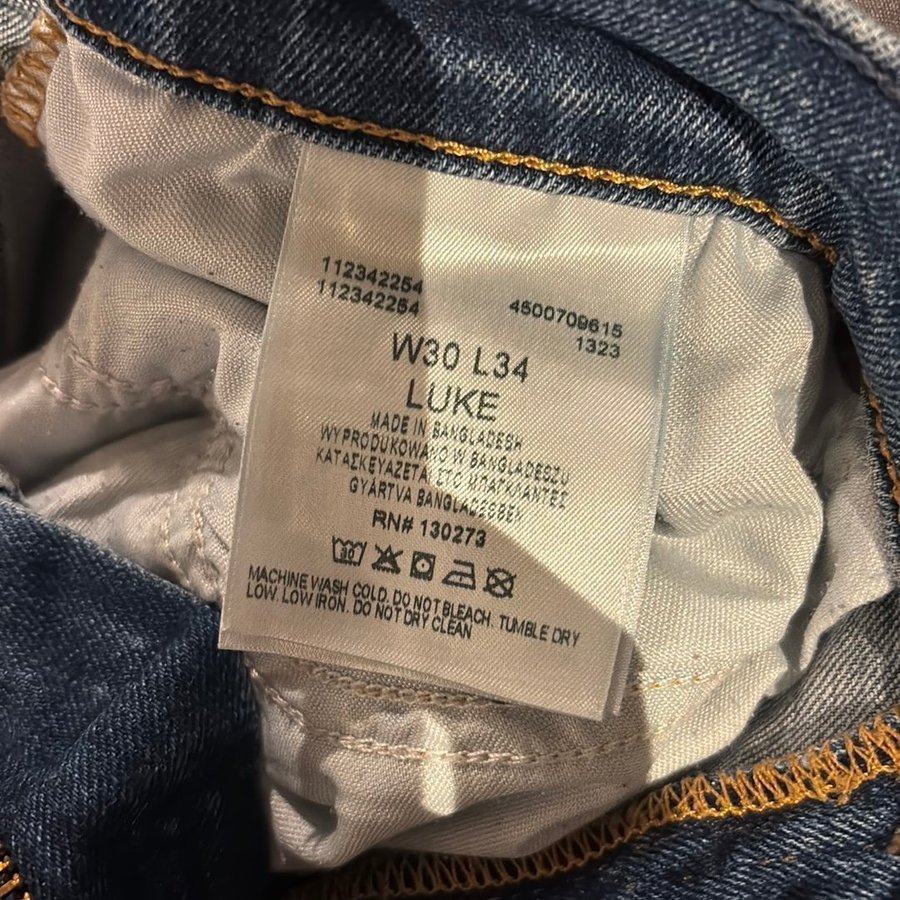 112342254
112342254
4500709615
1323
W30 L34
LUKE
MADE IN BANGLADESH
WYPRODUKOWANO W BANGLADESZU
ΚΑΤΑΣΚΕΥΑΖΕΤΑΙ ΣΤΟ ΜΠΑΓΚΛΑΝΤΕΣ
GYÁRTVA BANGLADESBEN
RN# 130273
30
MACHINE WASH COLD. DO NOT BLEACH. TUMBLE DRY
LOW. LOW IRON. DO NOT DRY CLEAN